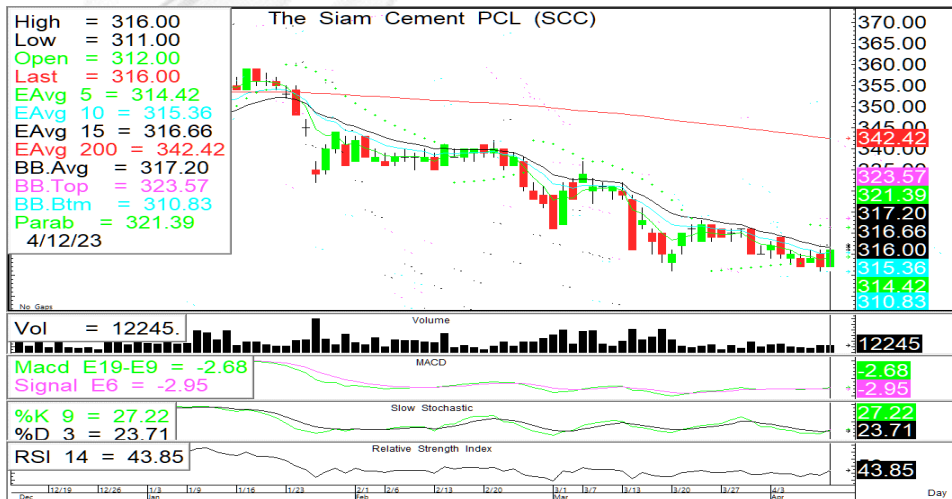 The Siam Cement PCL (SCC)
High = 316.00
Low = 311.00
Open = 312.00
Last = 316.00
EAvg 5 = 314.42
EAvg 10 = 315.36
EAvg 15 = 316.66
EAvg 200 = 342.42
BB.Avg = 317.20
BB.Top = 323.57
BB.Btm = 310.83
Parab = 321.39
4/12/23
370.00
365.00
360.00
355.00
350.00
345.00
342.42
340.00
323.57
321.39
317.20
316.66
316.00
315.36
314.42
310.83
No Gaps
Volume
Vol = 12245.
12245
MACD
Macd E19-E9 = -2.68
Signal E6 = -2.95
-2.68
-2.95
Slow Stochastic
%K 9 = 27.22
%D 3 = 23.71
27.22
23.71
Relative Strength Index
RSI 14 = 43.85
43.85
12/19 12/26 1/3 1/9 1/16 1/23 2/1 2/6 2/13 2/20 3/1 3/7 3/13 3/20 3/27 4/3
Dec Jan Feb Mar Apr
Day